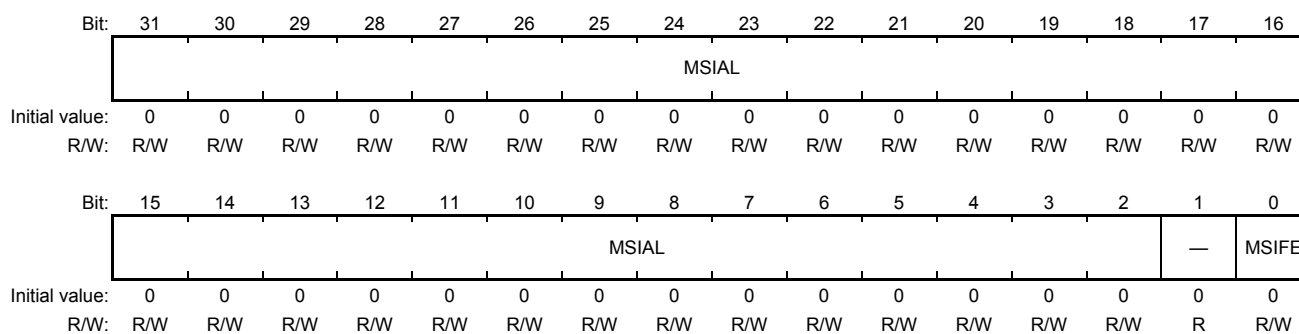 Bit: 31 30 29 28 27 26 25 24 23 22 21 20 19 18 17 16
MSIAL
Initial value: 0 0 0 0 0 0 0 0 0 0 0 0 0 0 0 0
R/W: R/W R/W R/W R/W R/W R/W R/W R/W R/W R/W R/W R/W R/W R/W R/W R/W
Bit: 15 14 13 12 11 10 9 8 7 6 5 4 3 2 1 0
MSIAL — MSIFE
Initial value: 0 0 0 0 0 0 0 0 0 0 0 0 0 0 0 0
R/W: R/W R/W R/W R/W R/W R/W R/W R/W R/W R/W R/W R/W R/W R/W R R/W